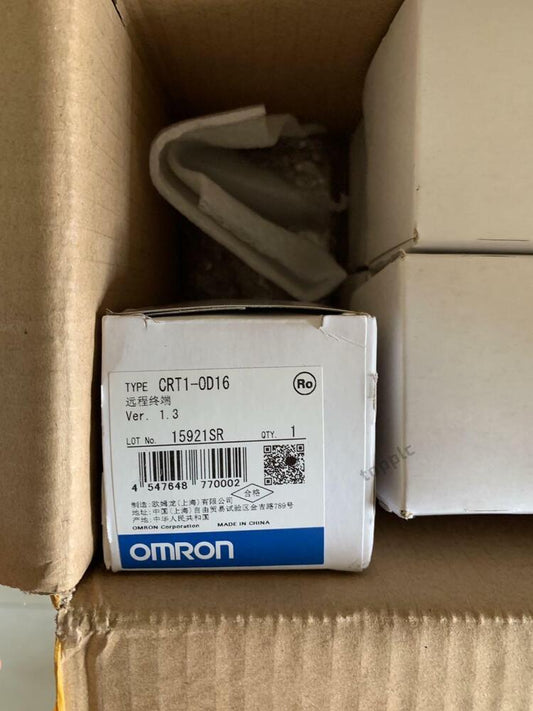 TYPE CRT1-OD16
Ro
远程终端
Ver. 1.3
LOT No. 15921SR QTY. 1
4 547648 770002
合格
制造:欧姆龙(上海)有限公司
地址:中国(上海)自由贸易试验区金吉路789号
产地:中华人民共和国
OMRON Corporation MADE IN CHINA
OMRON
topplc